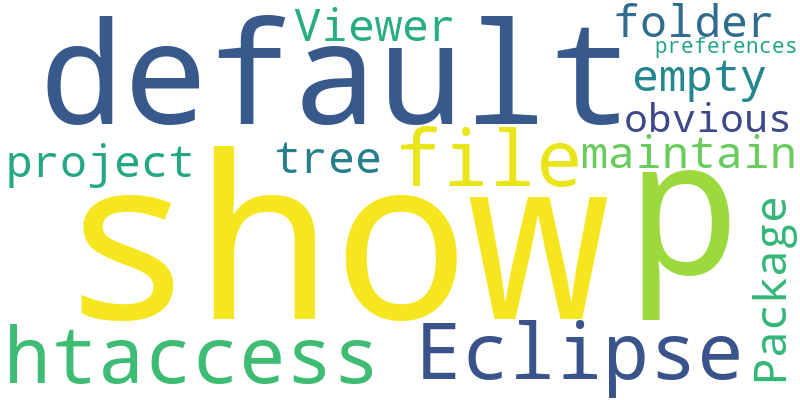 Viewer
folder
default
preferences
empty
obvious
project
tree
file
maintain
show
p
Package
htaccess
Eclipse